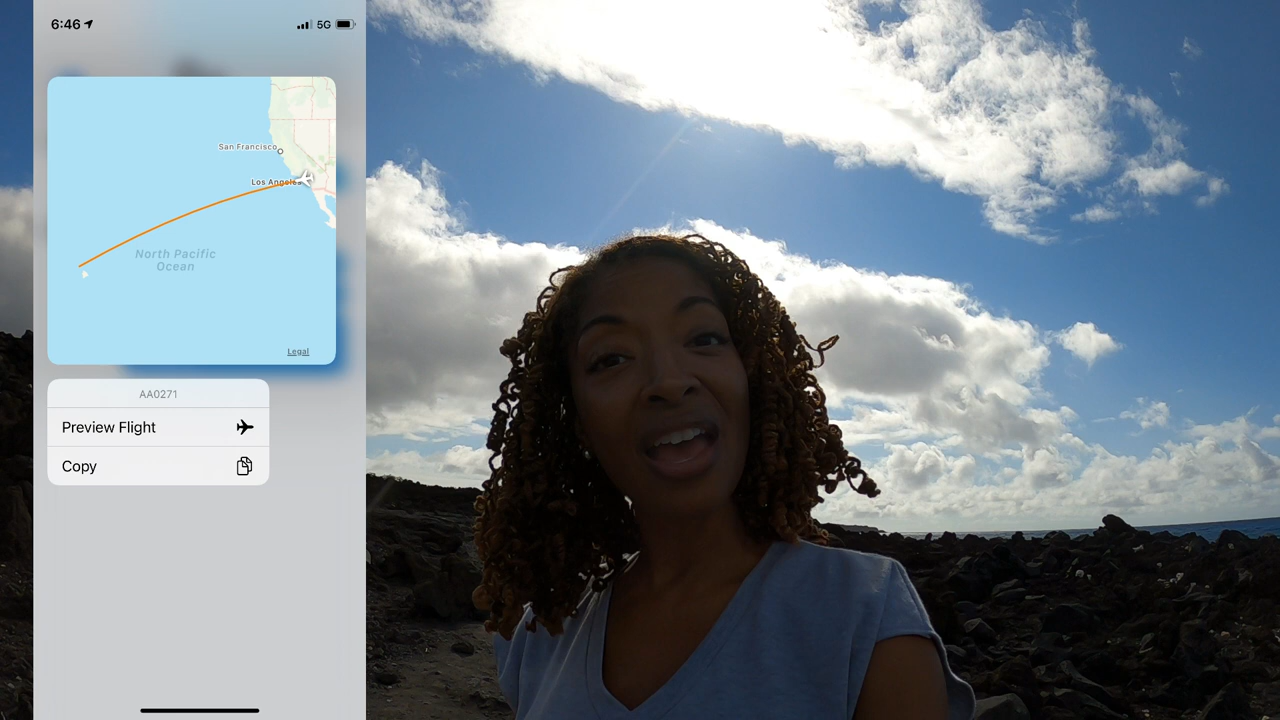 6:46
5G
San Francisco
Los Angeles
North Pacific
Ocean
Legal
AA0271
Preview Flight
Copy